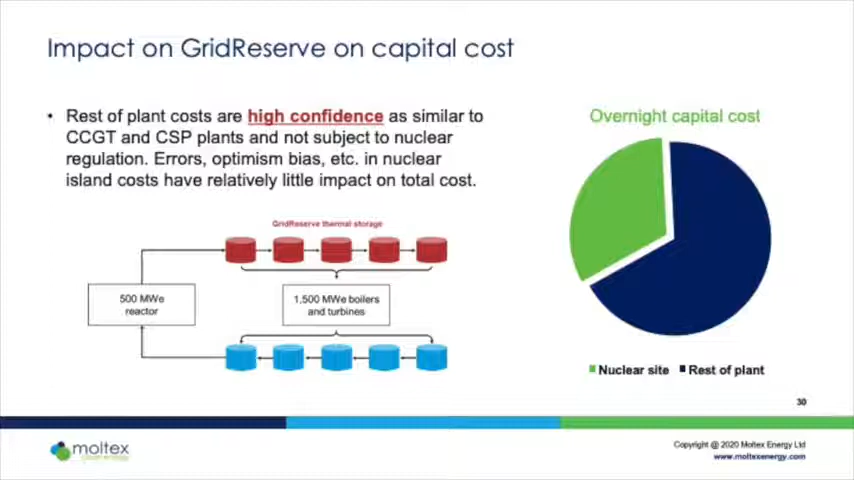 Impact on GridReserve on capital cost
• Rest of plant costs are high confidence as similar to
CCGT and CSP plants and not subject to nuclear
regulation. Errors, optimism bias, etc. in nuclear
island costs have relatively little impact on total cost.
GridReserve thermal storage
500 MWe
reactor
1,500 MWe boilers
and turbines
Overnight capital cost
Nuclear site Rest of plant
30
moltex
Copyright @ 2020 Moltex Energy Ltd
www.moltexenergy.com